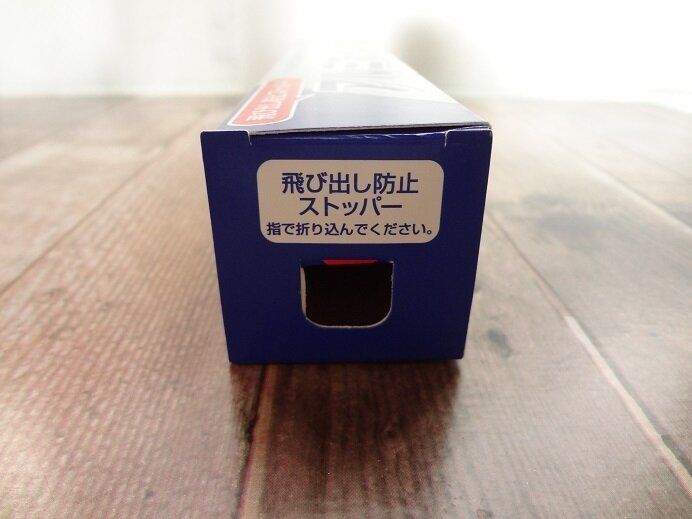 飛び出し防止
ストッパー
指で折り込んでください。